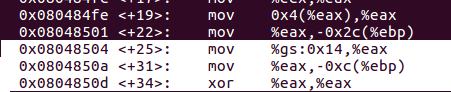 0x080484fe <+19>: mov 0x4(%eax),%eax
0x08048501 <+22>: mov %eax,-0x2c(%ebp)
0x08048504 <+25>: mov %gs:0x14,%eax
0x0804850a <+31>: mov %eax,-0xc(%ebp)
0x0804850d <+34>: xor %eax,%eax